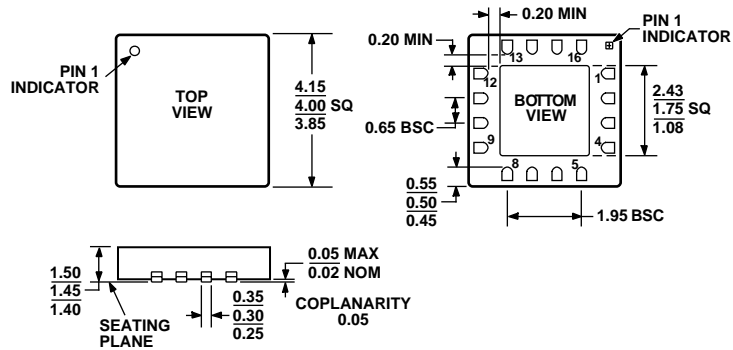 PIN 1
INDICATOR
TOP
VIEW
4.15
4.00 SQ
3.85
0.20 MIN
0.20 MIN
PIN 1
INDICATOR
13
16
12
1
BOTTOM
VIEW
2.43
1.75 SQ
1.08
0.65 BSC
9
4
8
5
0.55
0.50
0.45
1.95 BSC
1.50
1.45
1.40
SEATING
PLANE
0.05 MAX
0.02 NOM
0.35
0.30
0.25
COPLANARITY
0.05